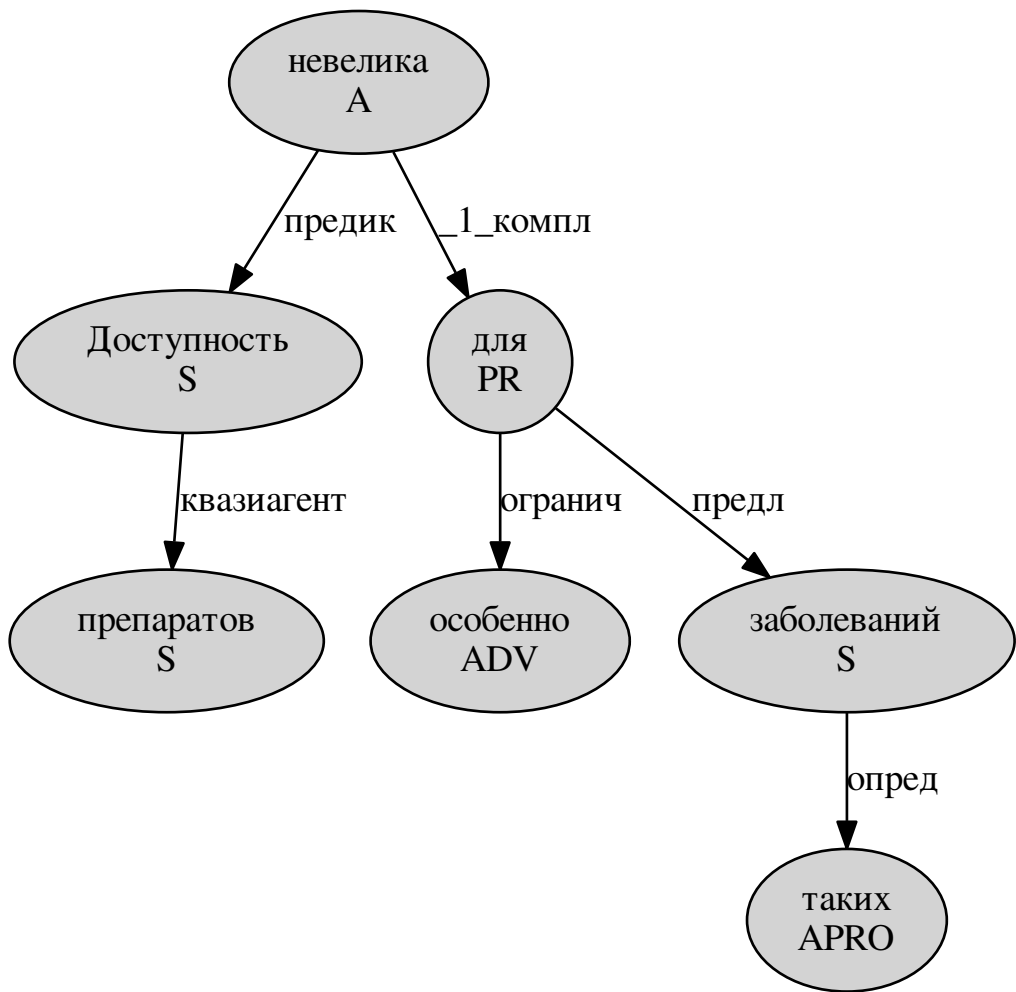 невелика
A
предик
_1_компл
Доступность
S
для
PR
квазиагент
огранич
предл
препаратов
S
особенно
ADV
заболеваний
S
опред
таких
APRO